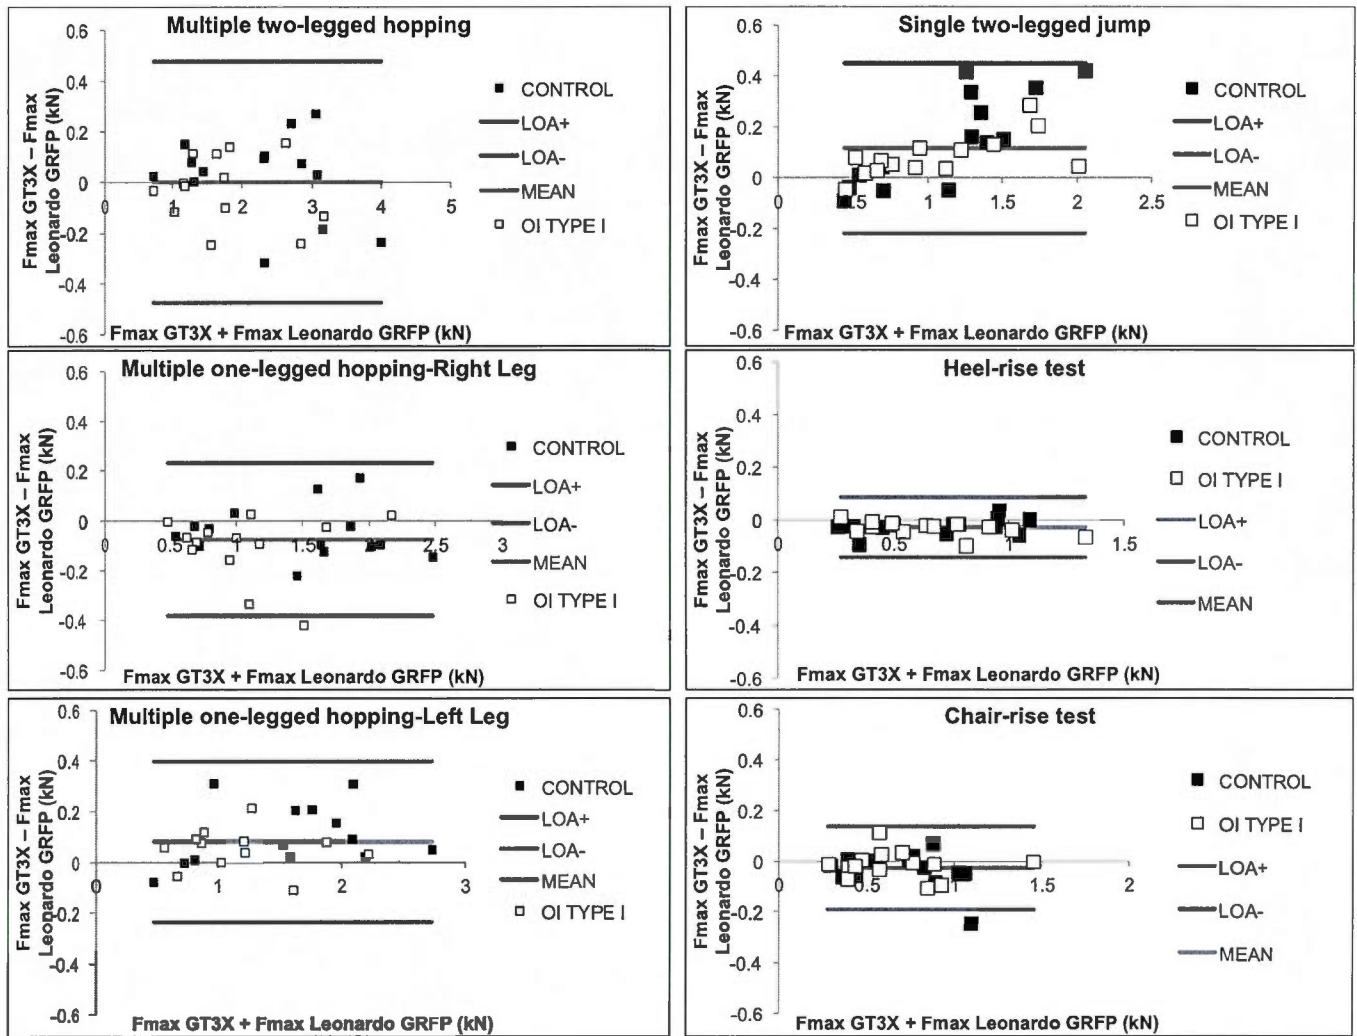 Multiple two-legged hopping
0.6
0.4
0.2
0
-0.2
-0.4
-0.6
0
1
2
3
4
5
Fmax GT3X – Fmax
Leonardo GRFP (kN)
CONTROL
LOA+
LOA-
MEAN
OI TYPE I
Fmax GT3X + Fmax Leonardo GRFP (kN)
Single two-legged jump
0.6
0.4
0.2
0
-0.2
-0.4
-0.6
0
0.5
1
1.5
2
2.5
Fmax GT3X – Fmax
Leonardo GRFP (kN)
CONTROL
LOA+
LOA-
MEAN
OI TYPE I
Fmax GT3X + Fmax Leonardo GRFP (kN)
Multiple one-legged hopping-Right Leg
0.6
0.4
0.2
0
-0.2
-0.4
-0.6
0
0.5
1
1.5
2
2.5
3
Fmax GT3X – Fmax
Leonardo GRFP (kN)
CONTROL
LOA+
LOA-
MEAN
OI TYPE I
Fmax GT3X + Fmax Leonardo GRFP (kN)
Heel-rise test
0.6
0.4
0.2
0
-0.2
-0.4
-0.6
0
0.5
1
1.5
Fmax GT3X – Fmax
Leonardo GRFP (kN)
CONTROL
OI TYPE I
LOA+
LOA-
MEAN
Fmax GT3X + Fmax Leonardo GRFP (kN)
Multiple one-legged hopping-Left Leg
0.6
0.4
0.2
0
-0.2
-0.4
-0.6
0
1
2
3
Fmax GT3X – Fmax
Leonardo GRFP (kN)
CONTROL
LOA+
LOA-
MEAN
OI TYPE I
Fmax GT3X + Fmax Leonardo GRFP (kN)
Chair-rise test
0.6
0.4
0.2
0
-0.2
-0.4
-0.6
0
0.5
1
1.5
2
Fmax GT3X – Fmax
Leonardo GRFP (kN)
CONTROL
OI TYPE I
LOA+
LOA-
MEAN
Fmax GT3X + Fmax Leonardo GRFP (kN)